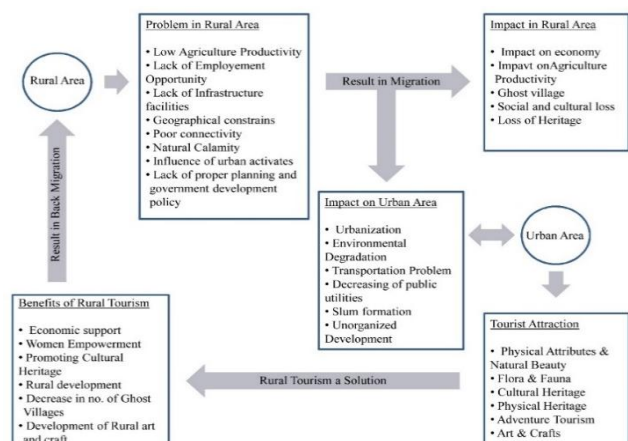 Rural Area
Problem in Rural Area
• Low Agriculture Productivity
• Lack of Employement
Opportunity
• Lack of Infrastructure
facilities
• Geographical constrains
• Poor connectivity
• Natural Calamity
• Influence of urban activates
• Lack of proper planning and
government development
policy
Result in Migration
Impact in Rural Area
• Impact on economy
• Impavt onAgriculture
Productivity
• Ghost village
• Social and cultural loss
• Loss of Heritage
Impact on Urban Area
• Urbanization
• Environmental
Degradation
• Transportation Problem
• Decreasing of public
utilities
• Slum formation
• Unorganized
Development
Urban Area
Tourist Attraction
• Physical Attributes &
Natural Beauty
• Flora & Fauna
• Cultural Heritage
• Physical Heritage
• Adventure Tourism
• Art & Crafts
Rural Tourism a Solution
Benefits of Rural Tourism
• Economic support
• Women Empowerment
• Promoting Cultural
Heritage
• Rural development
• Decrease in no. of Ghost
Villages
• Development of Rural art
and craft
Result in Back Migration